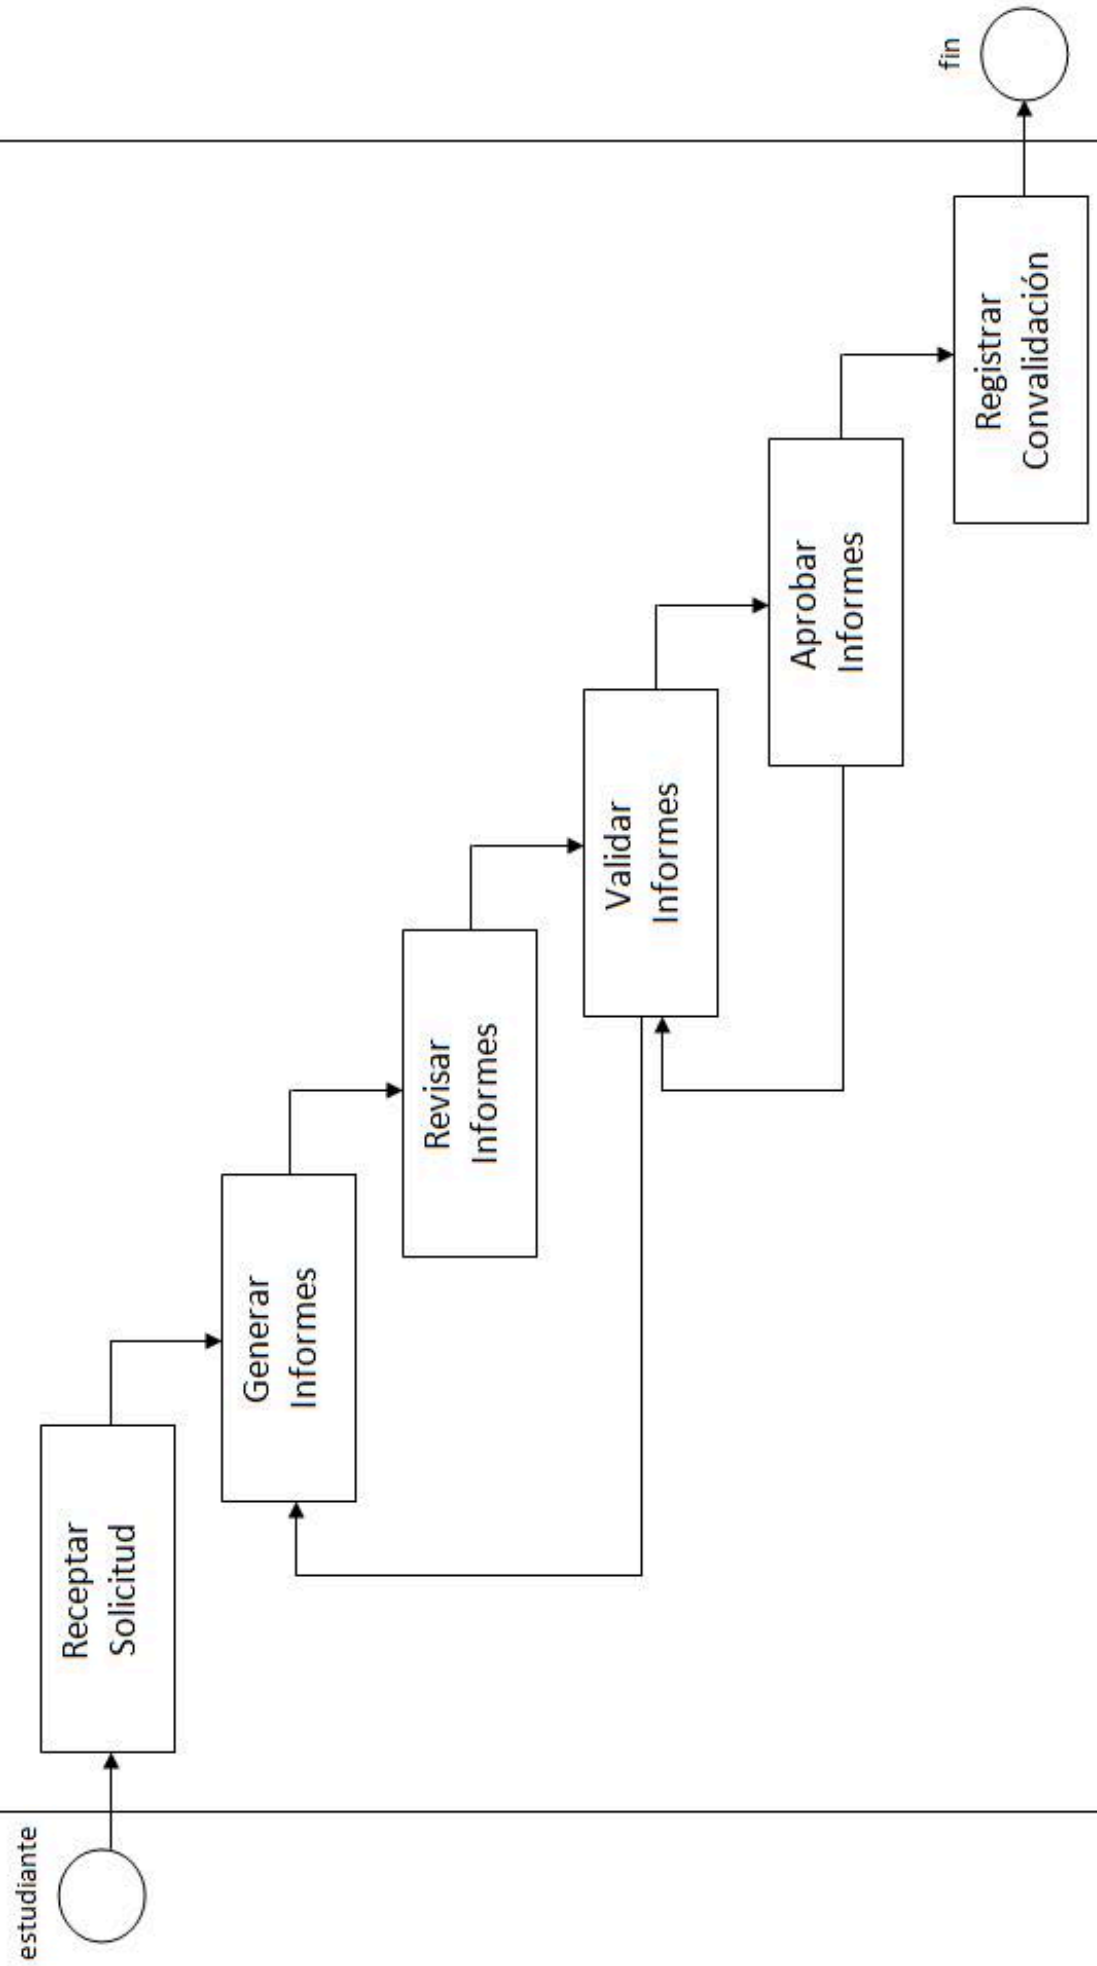 estudiante
Receptar
Solicitud
Generar
Informes
Revisar
Informes
Validar
Informes
Aprobar
Informes
Registrar
Convalidación
fin